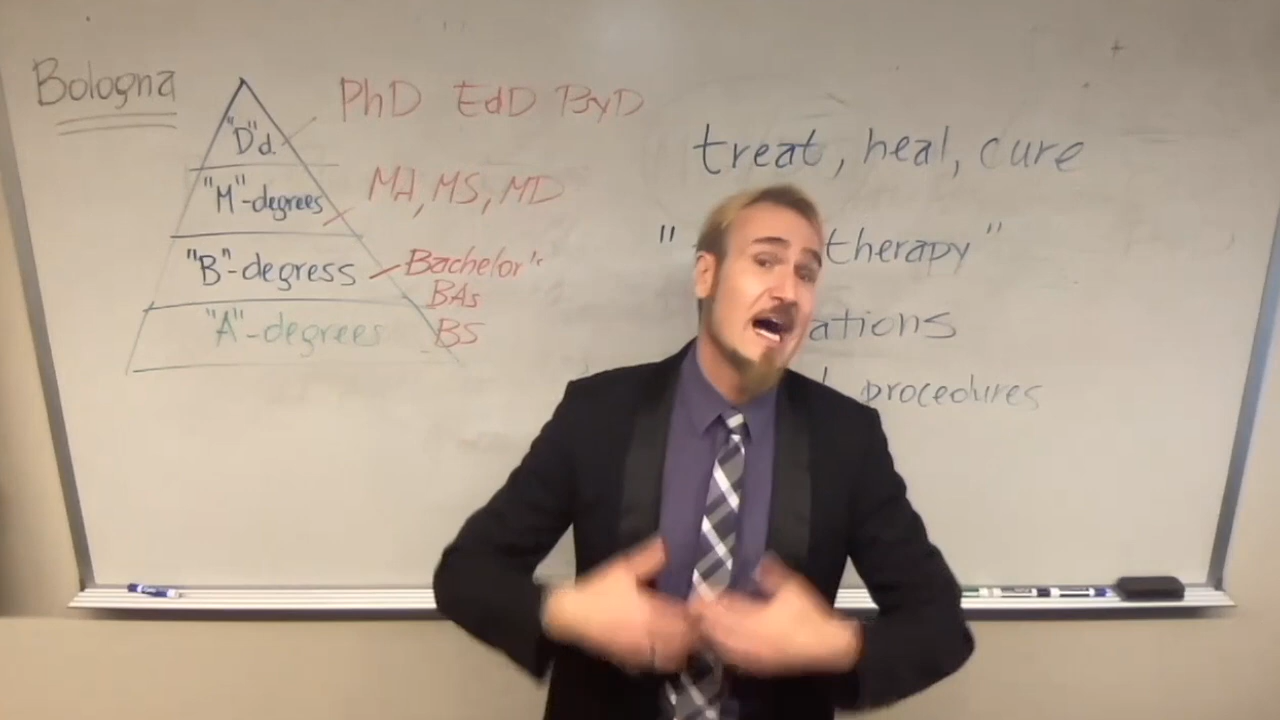 Bologna
"D"d.
PhD EdD PsyD
"M"-degrees
MA, MS, MD
"B"-degress
Bachelor's
BAs
BS
"A"-degrees
treat, heal, cure
" therapy"
ations
procedures